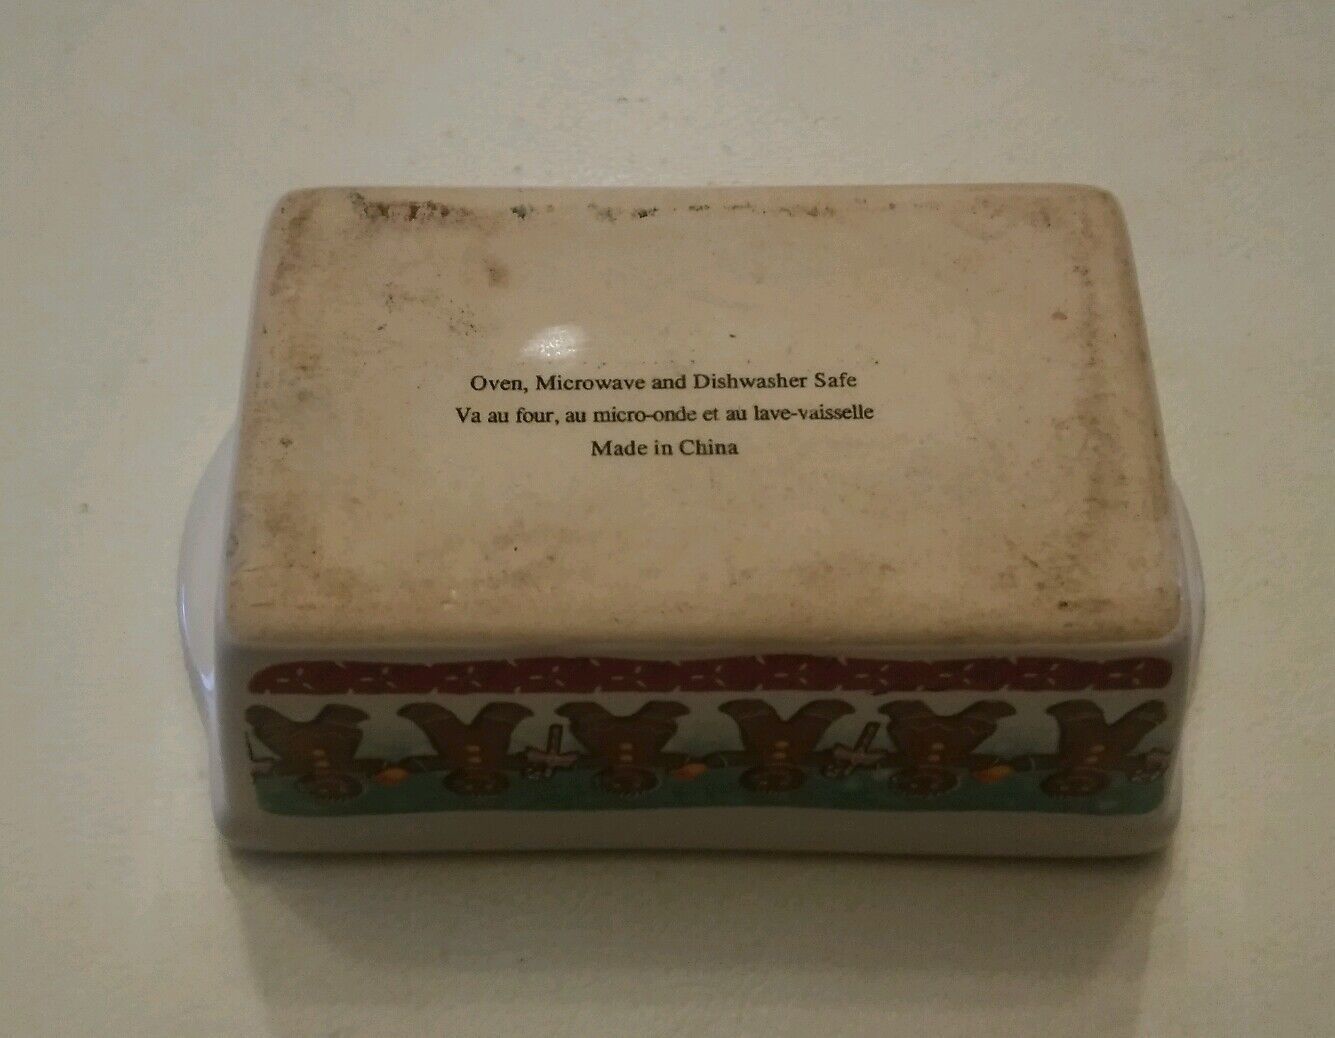 Oven, Microwave and Dishwasher Safe
Va au four, au micro-onde et au lave-vaisselle
Made in China